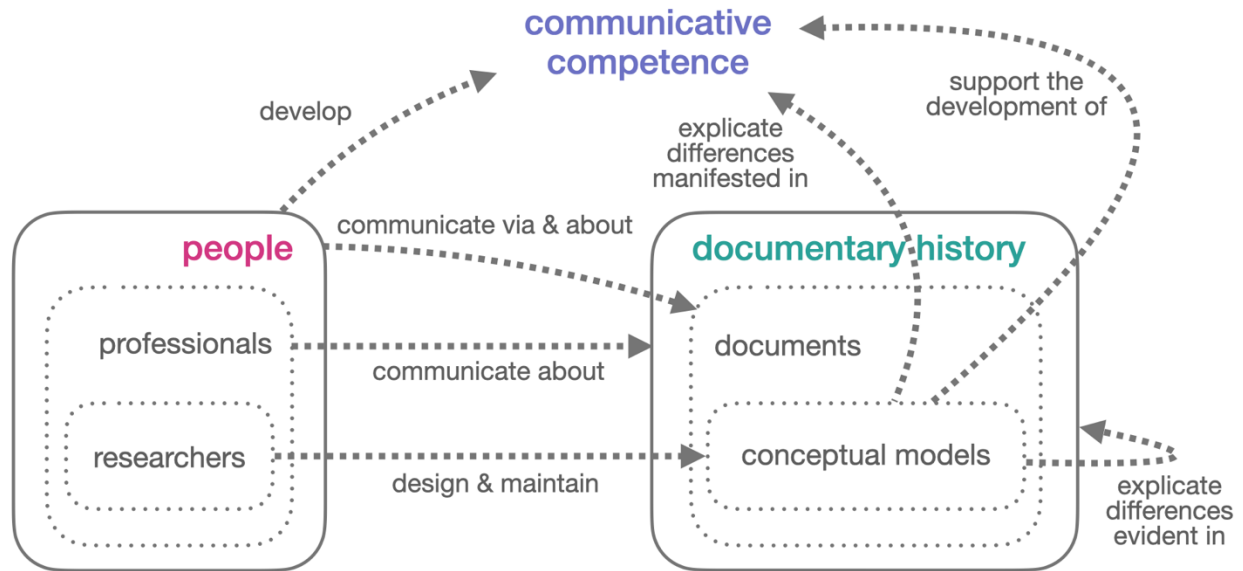 communicative
competence
develop
explicate
differences
manifested in
support the
development of
communicate via & about
people
documentary history
professionals
communicate about
documents
researchers
design & maintain
conceptual models
explicate
differences
evident in